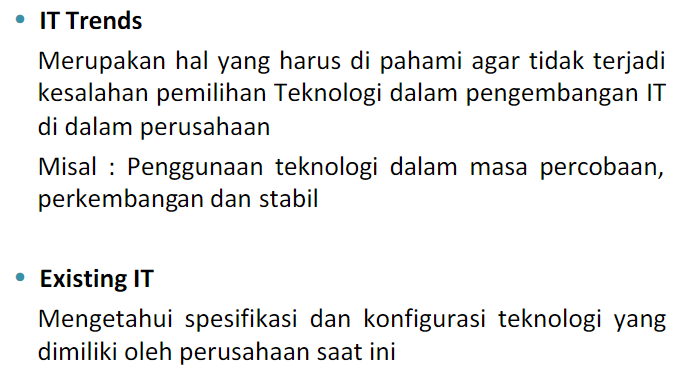 • IT Trends
Merupakan hal yang harus di pahami agar tidak terjadi
kesalahan pemilihan Teknologi dalam pengembangan IT
di dalam perusahaan
Misal : Penggunaan teknologi dalam masa percobaan,
perkembangan dan stabil
• Existing IT
Mengetahui spesifikasi dan konfigurasi teknologi yang
dimiliki oleh perusahaan saat ini